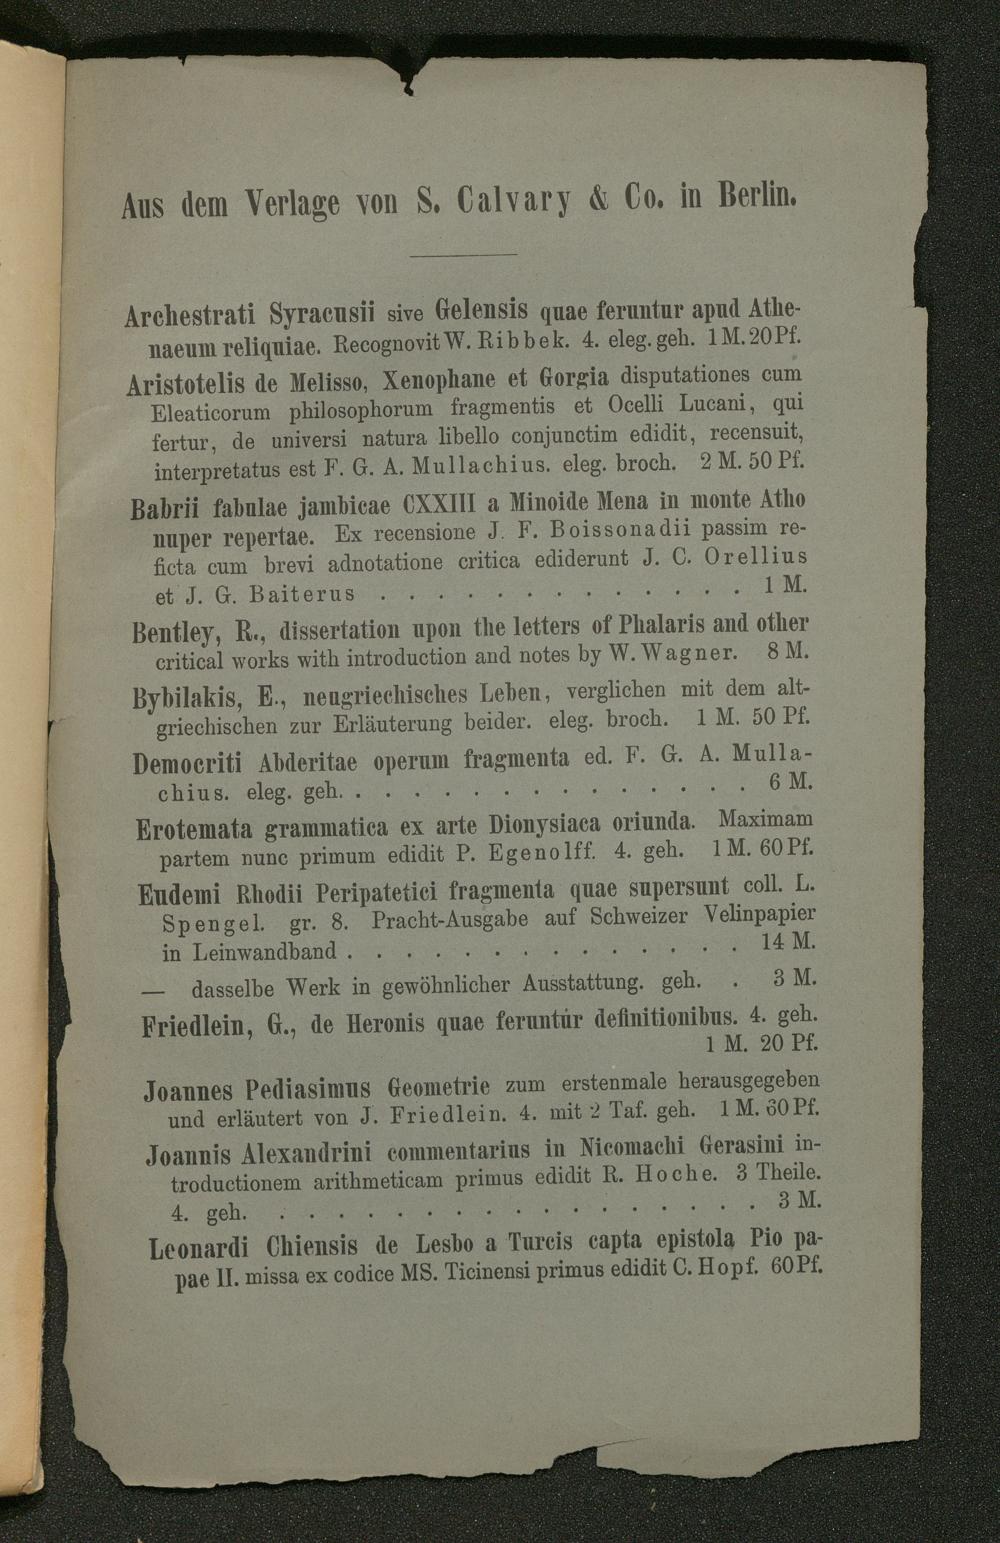 Aus dem Verlage von S. Calvary & Co. in Berlin.
Archestrati Syracusii sive Gelensis quae feruntur apud Athe-
naeum reliquiae. Recognovit W. Ribbek. 4. eleg. geh. 1 M. 20 Pf.
Aristotelis de Melisso, Xenophane et Gorgia disputationes cum
Eleaticorum philosophorum fragmentis et Ocelli Lucani, qui
fertur, de universi natura libello conjunctim edidit, recensuit,
interpretatus est F. G. A. Mullachius. eleg. broch. 2 M. 50 Pf.
Babrii fabulae jambicae CXXIII a Minoide Mena in monte Atho
nuper repertae. Ex recensione J. F. Boissonadii passim re-
ficta cum brevi adnotatione critica ediderunt J. C. Orellius
et J. G. Baiterus . . . . . . . . . . . . . 1 M.
Bentley, R., dissertation upon the letters of Phalaris and other
critical works with introduction and notes by W. Wagner. 8 M.
Bybilakis, E., neugriechisches Leben, verglichen mit dem alt-
griechischen zur Erläuterung beider. eleg. broch. 1 M. 50 Pf.
Democriti Abderitae operum fragmenta ed. F. G. A. Mulla-
chius. eleg. geh. . . . . . . . . . . . . . . 6 M.
Erotemata grammatica ex arte Dionysiaca oriunda. Maximam
partem nunc primum edidit P. Egenolff. 4. geh. 1 M. 60 Pf.
Eudemi Rhodii Peripatetici fragmenta quae supersunt coll. L.
Spengel. gr. 8. Pracht-Ausgabe auf Schweizer Velinpapier
in Leinwandband . . . . . . . . . . . . . . 14 M.
— dasselbe Werk in gewöhnlicher Ausstattung. geh. . 3 M.
Friedlein, G., de Heronis quae feruntur definitionibus. 4. geh.
1 M. 20 Pf.
Joannes Pediasimus Geometrie zum erstenmale herausgegeben
und erläutert von J. Friedlein. 4. mit 2 Taf. geh. 1 M. 60 Pf.
Joannis Alexandrini commentarius in Nicomachi Gerasini in-
troductionem arithmeticam primus edidit R. Hoche. 3 Theile.
4. geh. . . . . . . . . . . . . . . . . . 3 M.
Leonardi Chiensis de Lesbo a Turcis capta epistola Pio pa-
pae II. missa ex codice MS. Ticinensi primus edidit C. Hopf. 60 Pf.